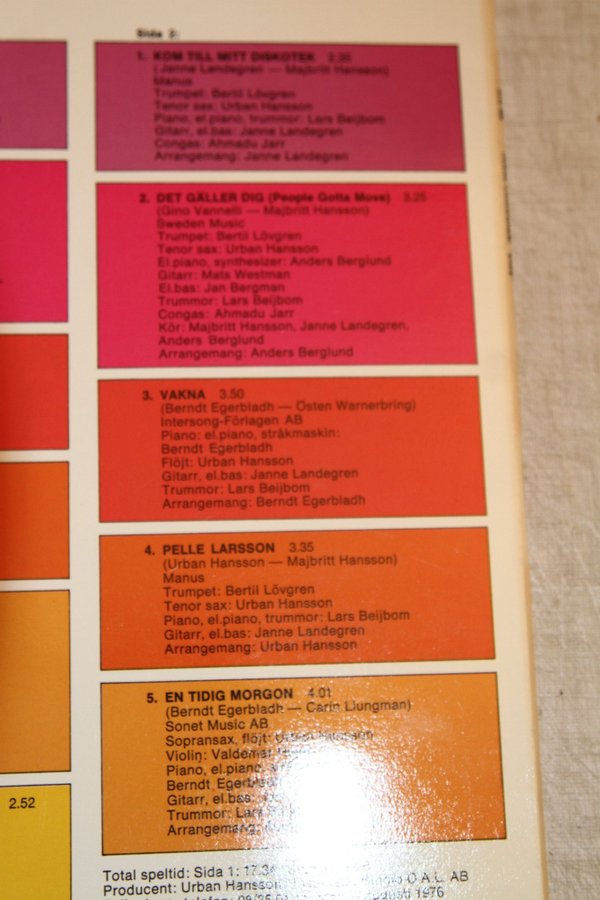 Side 2:
1. KOM TILL MITT DISKOTEK 2.35
(Janne Landegren — Majbritt Hansson)
Manus
Trumpet: Bertil Lövgren
Tenor sax: Urban Hansson
Piano, el.piano, trummor: Lars Beijbom
Gitarr, el.bas: Janne Landegren
Congas: Ahmadu Jarr
Arrangemang: Janne Landegren
2. DET GÄLLER DIG (People Gotta Move) 3.25
(Gino Vannelli — Majbritt Hansson)
Sweden Music
Trumpet: Bertil Lövgren
Tenor sax: Urban Hansson
El.piano, synthesizer: Anders Berglund
Gitarr: Mats Westman
El.bas: Jan Bergman
Trummor: Lars Beijbom
Congas: Ahmadu Jarr
Kör: Majbritt Hansson, Janne Landegren,
Anders Berglund
Arrangemang: Anders Berglund
3. VAKNA 3.50
(Berndt Egerbladh — Östen Warnerbring)
Intersong-Förlagen AB
Piano: el.piano, stråkmaskin:
Berndt Egerbladh
Flöjt: Urban Hansson
Gitarr, el.bas: Janne Landegren
Trummor: Lars Beijbom
Arrangemang: Berndt Egerbladh
4. PELLE LARSSON 3.35
(Urban Hansson — Majbritt Hansson)
Manus
Trumpet: Bertil Lövgren
Tenor sax: Urban Hansson
Piano, el.piano, trummor: Lars Beijbom
Gitarr, el.bas: Janne Landegren
Arrangemang: Urban Hansson
5. EN TIDIG MORGON 4.01
(Berndt Egerbladh — Carin Ljungman)
Sonet Music AB
Sopransax, flöjt: Urban Hansson
Violin:
Piano, el.piano,
Berndt Egerbladh
Gitarr, el.bas:
Trummor: Lars
Arrangemang:
2.52
Total speltid: Sida 1: 17.34
Producent: Urban Hansson O.A.L. AB
1976